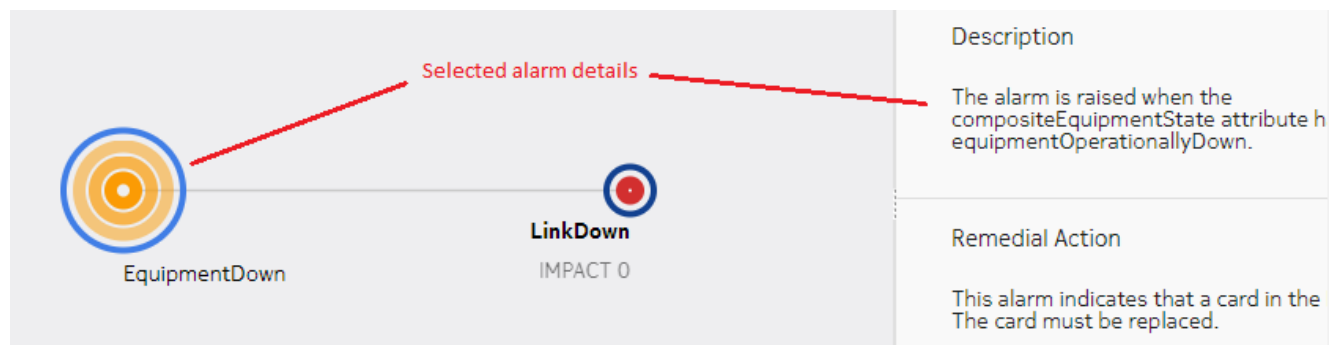 Selected alarm details
EquipmentDown
LinkDown
IMPACT 0
Description
The alarm is raised when the
compositeEquipmentState attribute h
equipmentOperationallyDown.
Remedial Action
This alarm indicates that a card in the
The card must be replaced.